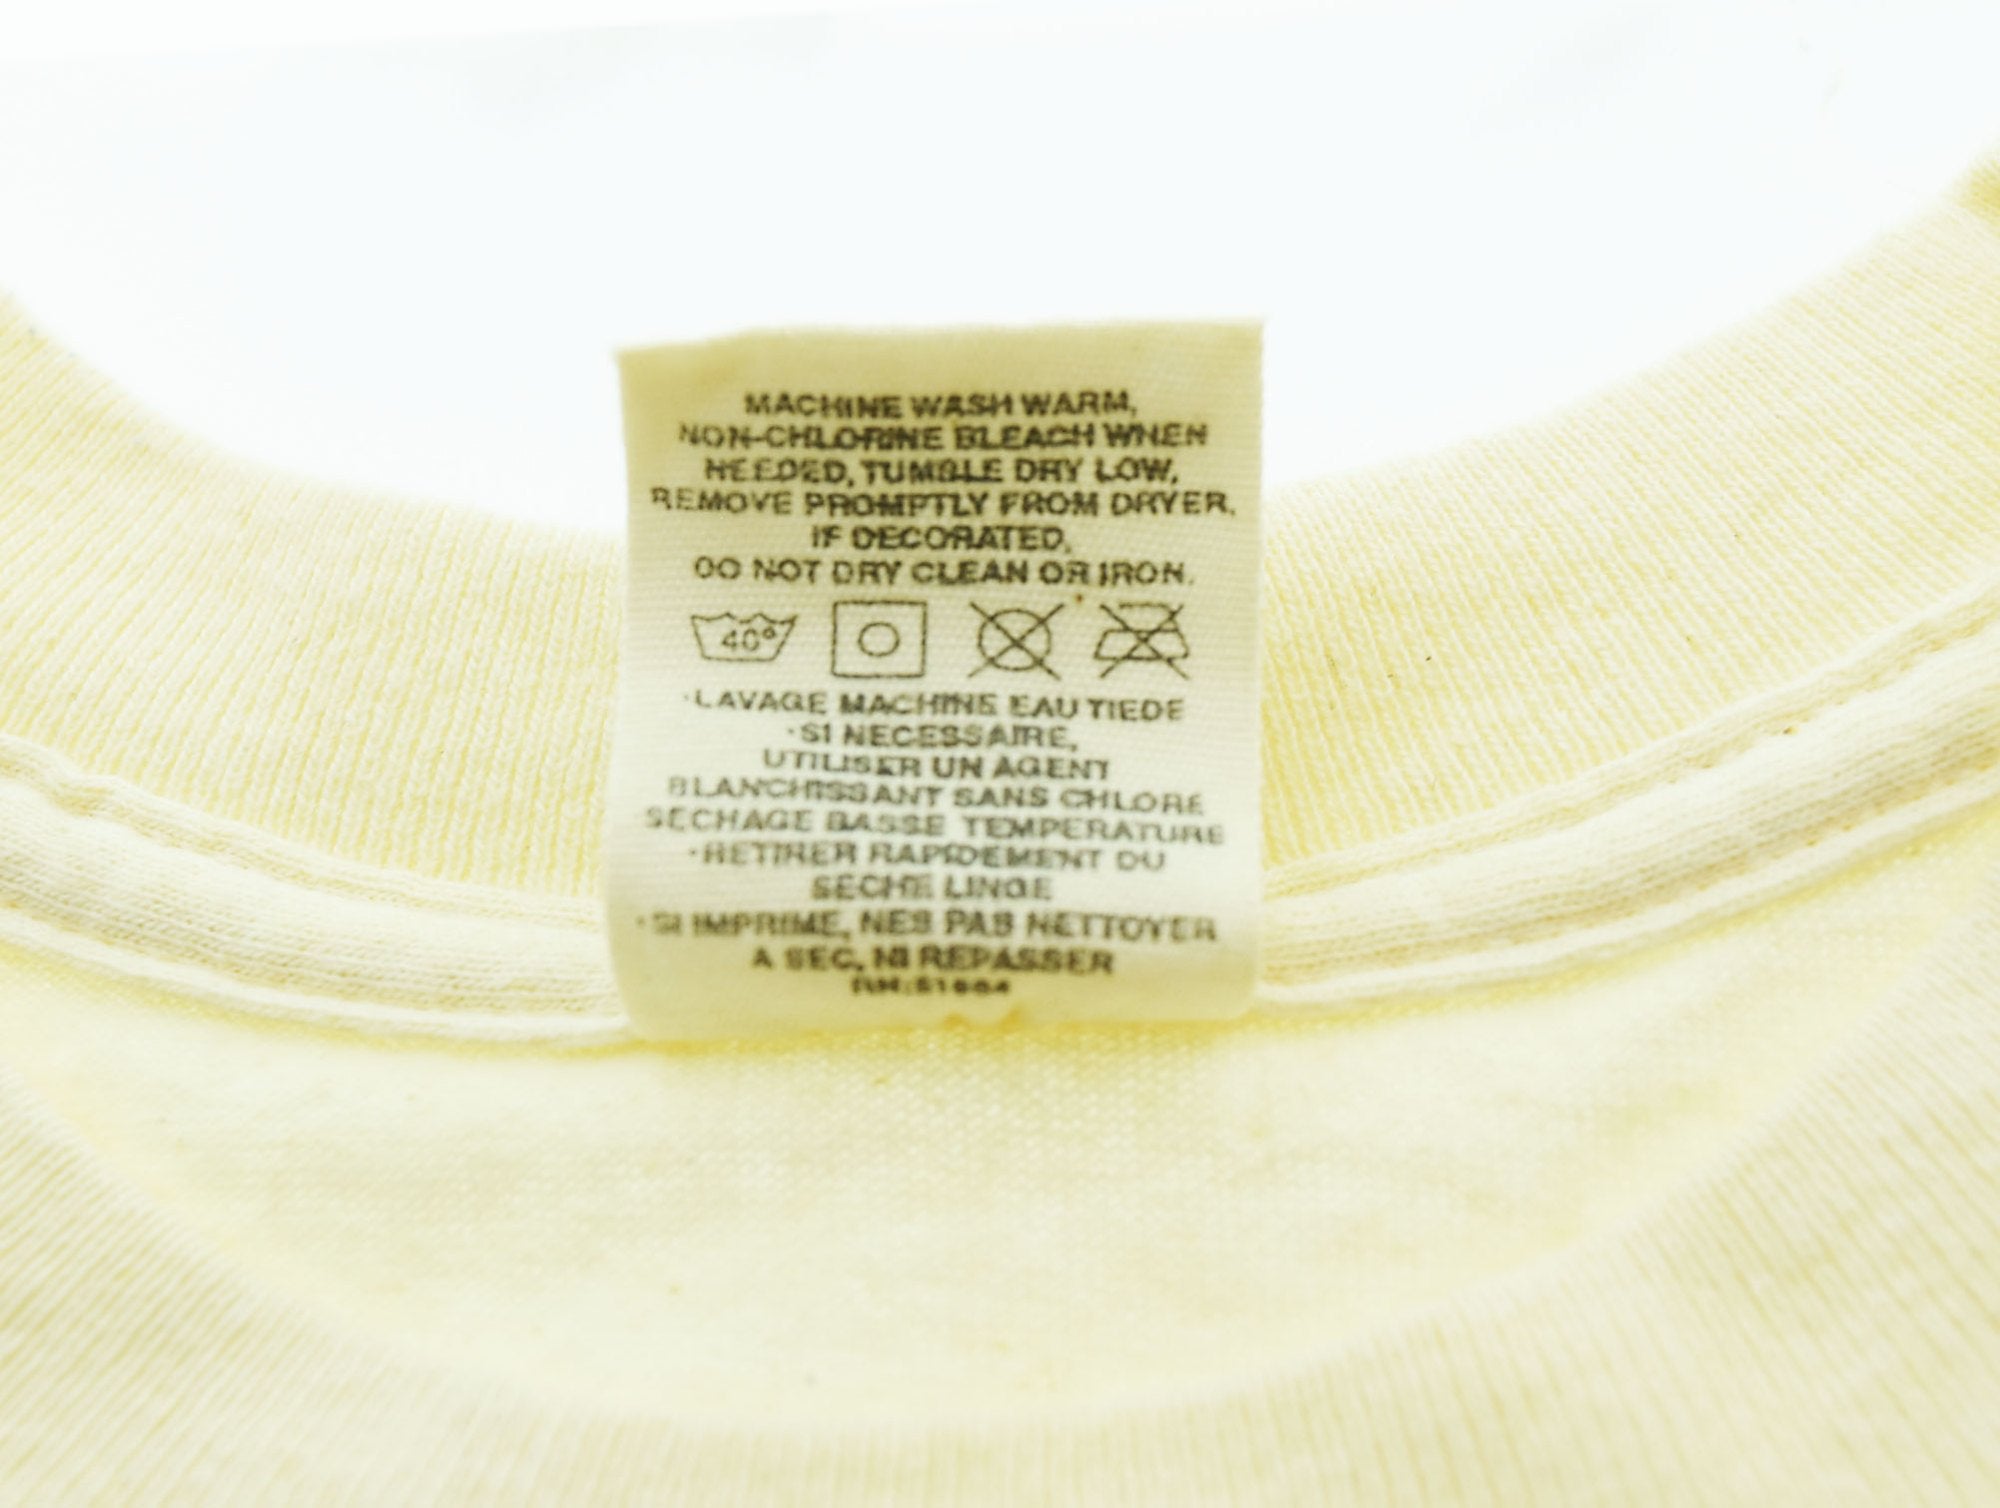 MACHINE WASH WARM,
NON-CHLORINE BLEACH WHEN
NEEDED, TUMBLE DRY LOW,
REMOVE PROMPTLY FROM DRYER,
IF DECORATED,
DO NOT DRY CLEAN OR IRON.
40°
·LAVAGE MACHINE EAU TIEDE
·SI NECESSAIRE,
UTILISER UN AGENT
BLANCHISSANT SANS CHLORE
SECHAGE BASSE TEMPERATURE
·RETIRER RAPIDEMENT DU
SECHE LINGE
·SI IMPRIME, NES PAS NETTOYER
A SEC, NI REPASSER